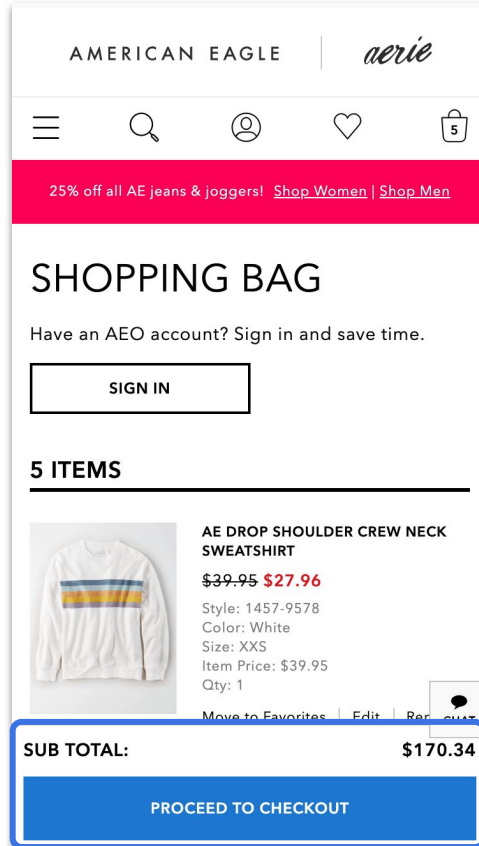 AMERICAN EAGLE | aerie
5
25% off all AE jeans & joggers! Shop Women | Shop Men
SHOPPING BAG
Have an AEO account? Sign in and save time.
SIGN IN
5 ITEMS
AE DROP SHOULDER CREW NECK
SWEATSHIRT
$39.95 $27.96
Style: 1457-9578
Color: White
Size: XXS
Item Price: $39.95
Qty: 1
Move to Favorites | Edit |
SUB TOTAL: $170.34
PROCEED TO CHECKOUT